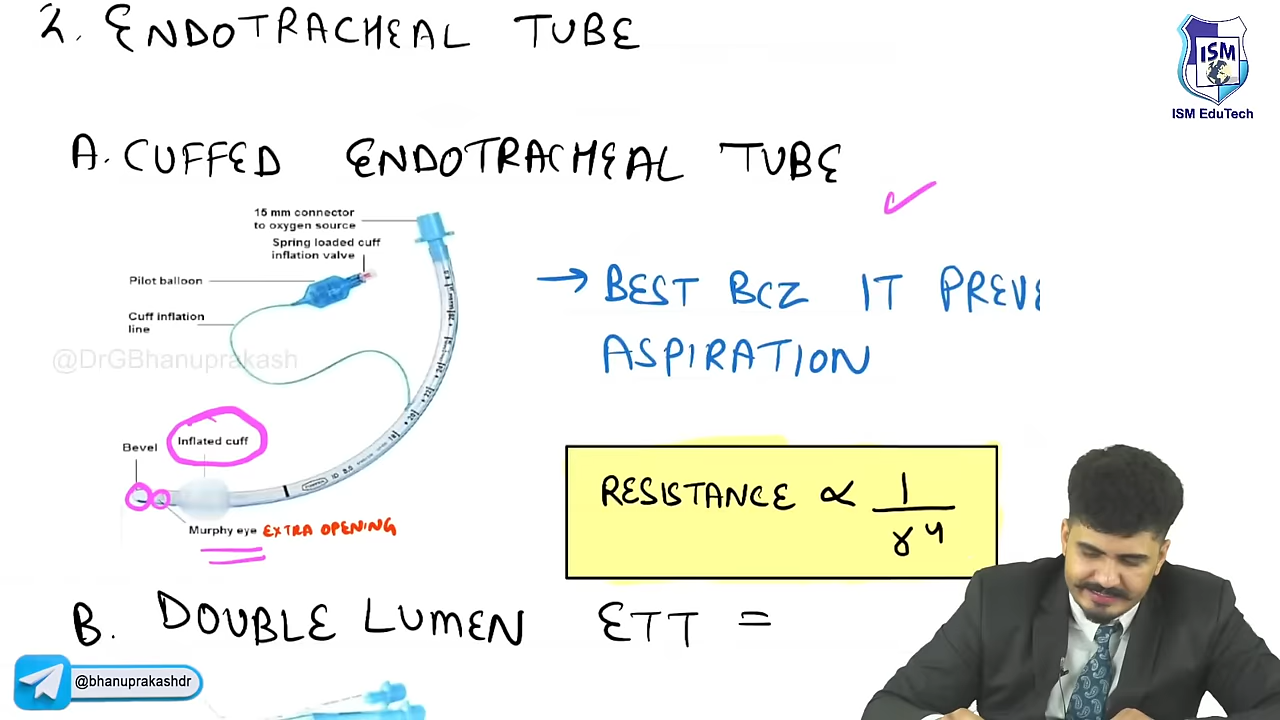 2. ENDOTRACHEAL TUBE
ISM
ISM EduTech
A. CUFFED ENDOTRACHEAL TUBE
15 mm connector
to oxygen source
Spring loaded cuff
inflation valve
Pilot balloon
Cuff inflation
line
@DrGBhanuprakash
→ BEST BCZ IT PREVE
ASPIRATION
Inflated cuff
Bevel
Murphy eye EXTRA OPENING
RESISTANCE ∝ 1
r4
B. DOUBLE LUMEN ETT =
@bhanuprakashdr